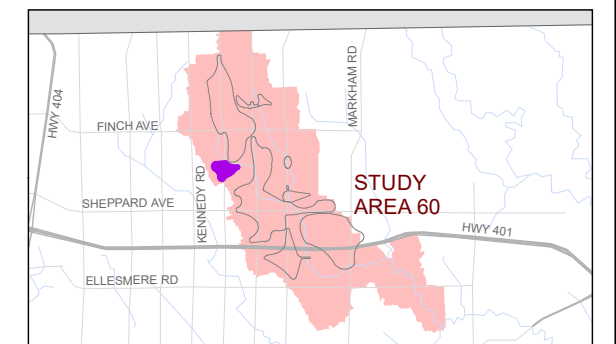 HWY 404
MARKHAM RD
FINCH AVE
KENNEDY RD
STUDY
AREA 60
SHEPPARD AVE
HWY 401
ELLESMERE RD